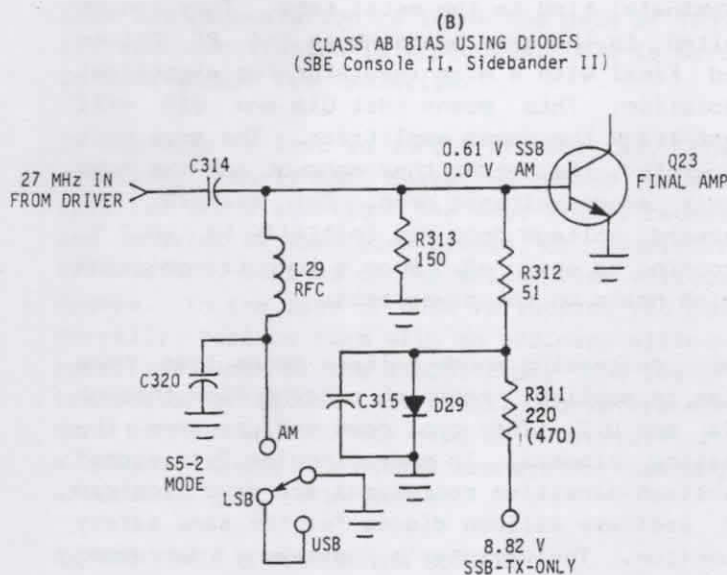 (B)
CLASS AB BIAS USING DIODES
(SBE Console II, Sidebander II)
C314
0.61 V SSB
0.0 V AM
Q23
FINAL AMP
27 MHz IN
FROM DRIVER
R313
150
L29
RFC
R312
51
C320
C315
D29
R311
220
(470)
AM
S5-2
MODE
LSB
USB
8.82 V
SSB-TX-ONLY